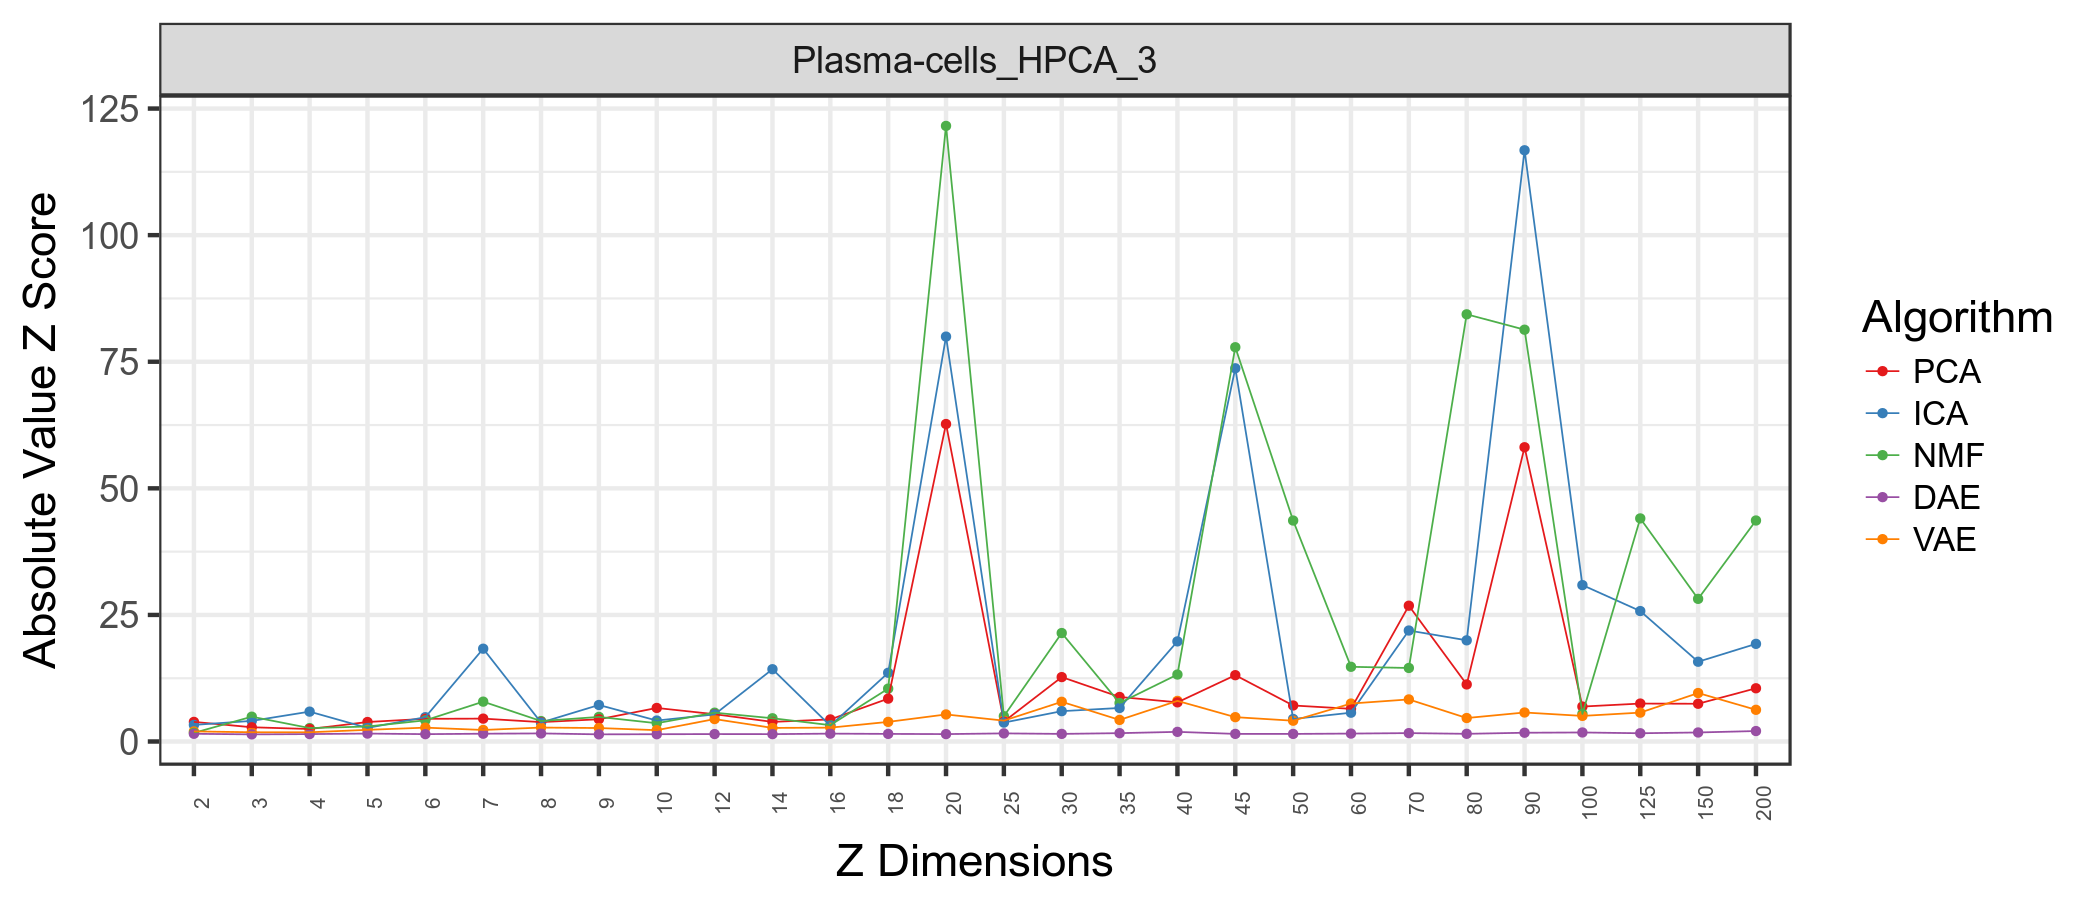 Plasma-cells_HPCA_3
Absolute Value Z Score
125
100
75
50
25
0
2 3 4 5 6 7 8 9 10 12 14 16 18 20 25 30 35 40 45 50 60 70 80 90 100 125 150 200
Z Dimensions
Algorithm
PCA
ICA
NMF
DAE
VAE